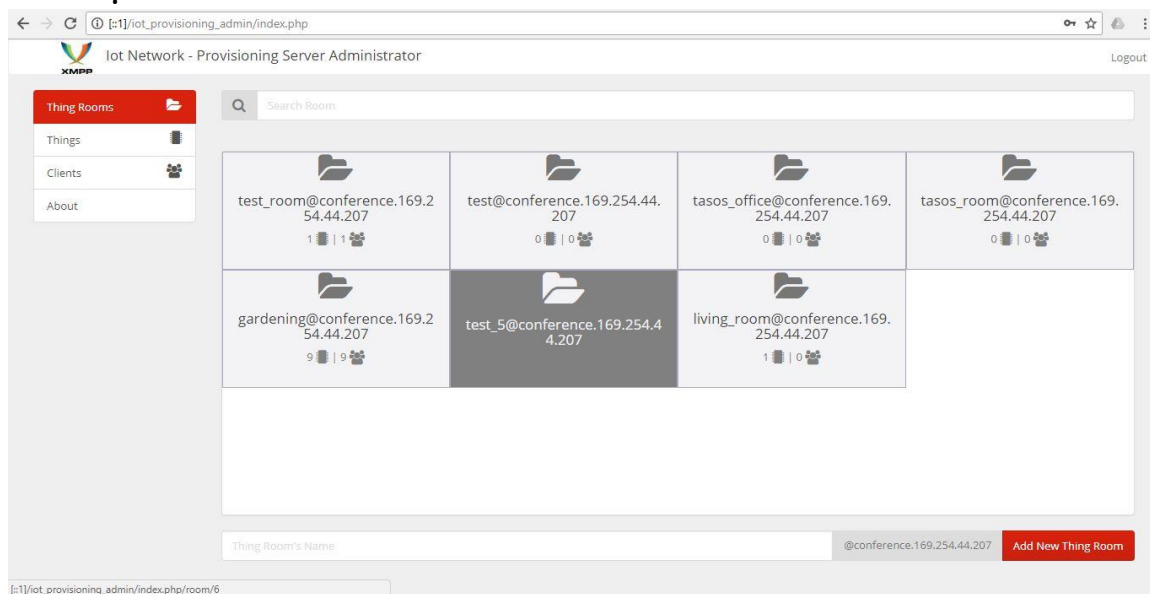 [::1]/iot_provisioning_admin/index.php
XMPP
Iot Network - Provisioning Server Administrator
Logout
Thing Rooms
Things
Clients
About
Search Room
test_room@conference.169.2
54.44.207
1 | 1
test@conference.169.254.44.
207
0 | 0
tasos_office@conference.169.
254.44.207
0 | 0
tasos_room@conference.169.
254.44.207
0 | 0
gardening@conference.169.2
54.44.207
9 | 9
test_5@conference.169.254.4
4.207
living_room@conference.169.
254.44.207
1 | 0
Thing Room's Name
@conference.169.254.44.207
Add New Thing Room
[::1]/iot_provisioning_admin/index.php/room/6